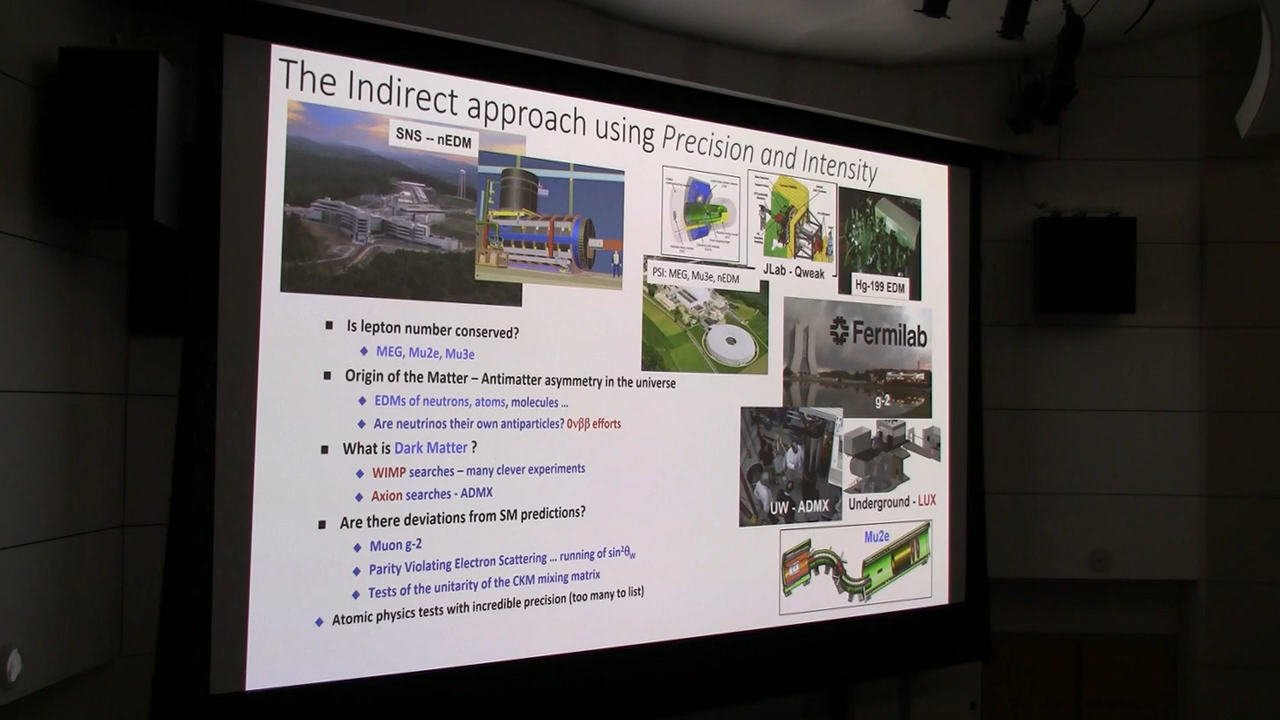 The Indirect approach using Precision and Intensity
SNS -- nEDM
PSI: MEG, Mu3e, nEDM
JLab - Qweak
Hg-199 EDM
Fermilab
g-2
▪ Is lepton number conserved?
◆ MEG, Mu2e, Mu3e
▪ Origin of the Matter – Antimatter asymmetry in the universe
◆ EDMs of neutrons, atoms, molecules ...
◆ Are neutrinos their own antiparticles? 0νββ efforts
▪ What is Dark Matter ?
◆ WIMP searches – many clever experiments
◆ Axion searches - ADMX
▪ Are there deviations from SM predictions?
◆ Muon g-2
◆ Parity Violating Electron Scattering ... running of sin²θw
◆ Tests of the unitarity of the CKM mixing matrix
◆ Atomic physics tests with incredible precision (too many to list)
UW - ADMX
Underground - LUX
Mu2e